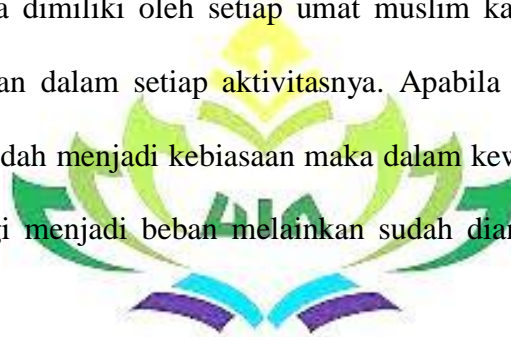 dimiliki oleh setiap umat muslim
dalam setiap aktivitasnya. Apabila
menjadi kebiasaan maka dalam
menjadi beban melainkan sudah